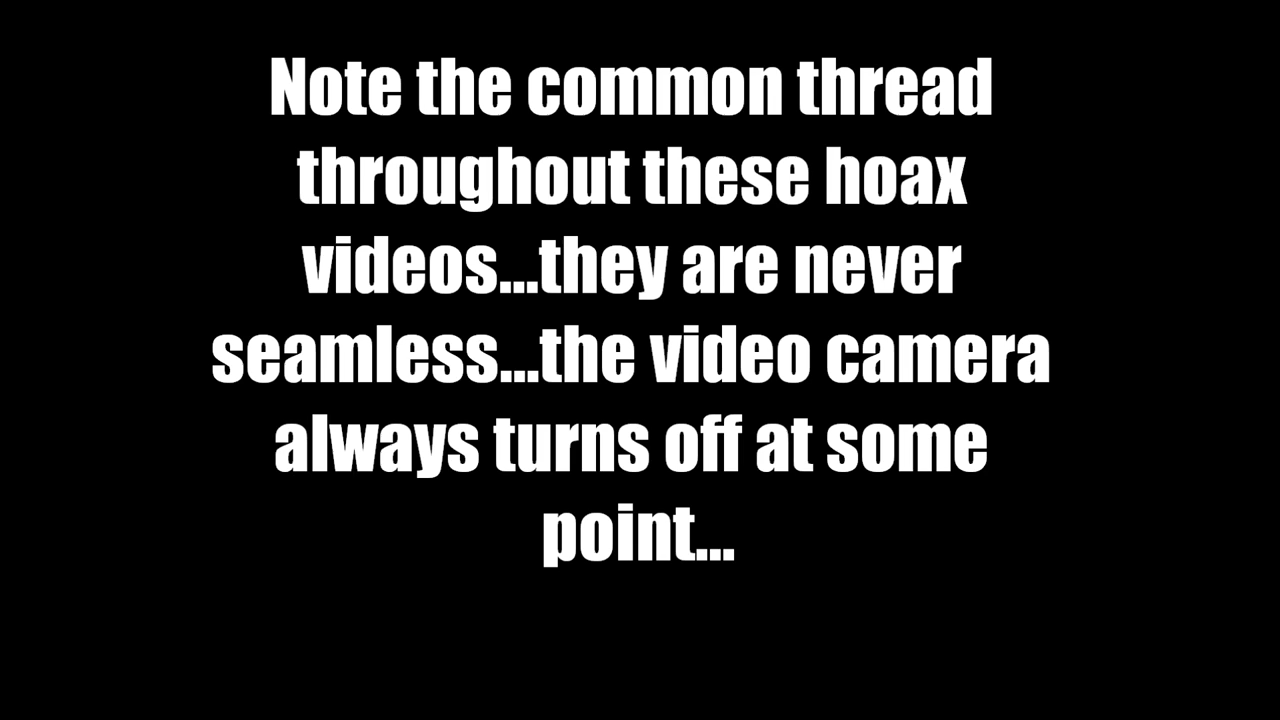 Note the common thread
throughout these hoax
videos...they are never
seamless...the video camera
always turns off at some
point...